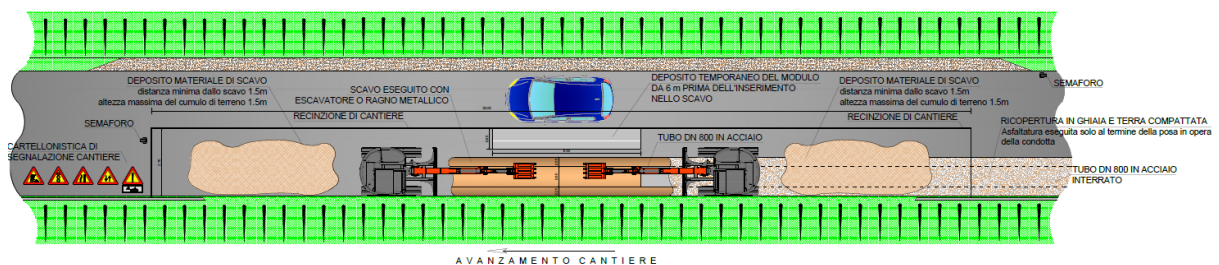 DEPOSITO MATERIALE DI SCAVO
distanza minima dallo scavo 1.5m
altezza massima del cumulo di terreno 1.5m
SCAVO ESEGUITO CON
ESCAVATORE O RAGNO METALLICO
RECINZIONE DI CANTIERE
DEPOSITO TEMPORANEO DEL MODULO
DA 6 m PRIMA DELL'INSERIMENTO
NELLO SCAVO
DEPOSITO MATERIALE DI SCAVO
distanza minima dallo scavo 1.5m
altezza massima del cumulo di terreno 1.5m
RECINZIONE DI CANTIERE
SEMAFORO
SEMAFORO
RICOPERTURA IN GHIAIA E TERRA COMPATTATA
Asfaltatura eseguita solo al termine della posa in opera
della condotta
TUBO DN 800 IN ACCIAIO
CARTELLONISTICA DI
SEGNALAZIONE CANTIERE
TUBO DN 800 IN ACCIAIO
INTERRATO
AVANZAMENTO CANTIERE